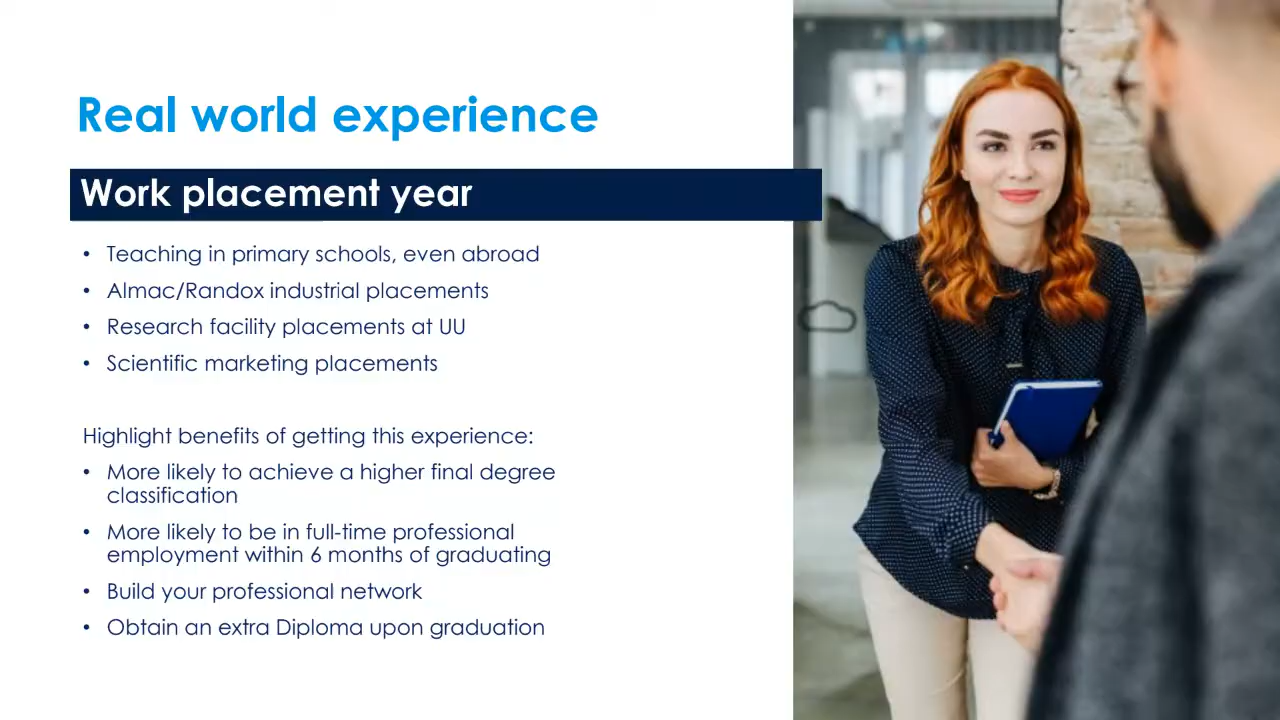 Real world experience
Work placement year
• Teaching in primary schools, even abroad
• Almac/Randox industrial placements
• Research facility placements at UU
• Scientific marketing placements
Highlight benefits of getting this experience:
• More likely to achieve a higher final degree
classification
• More likely to be in full-time professional
employment within 6 months of graduating
• Build your professional network
• Obtain an extra Diploma upon graduation